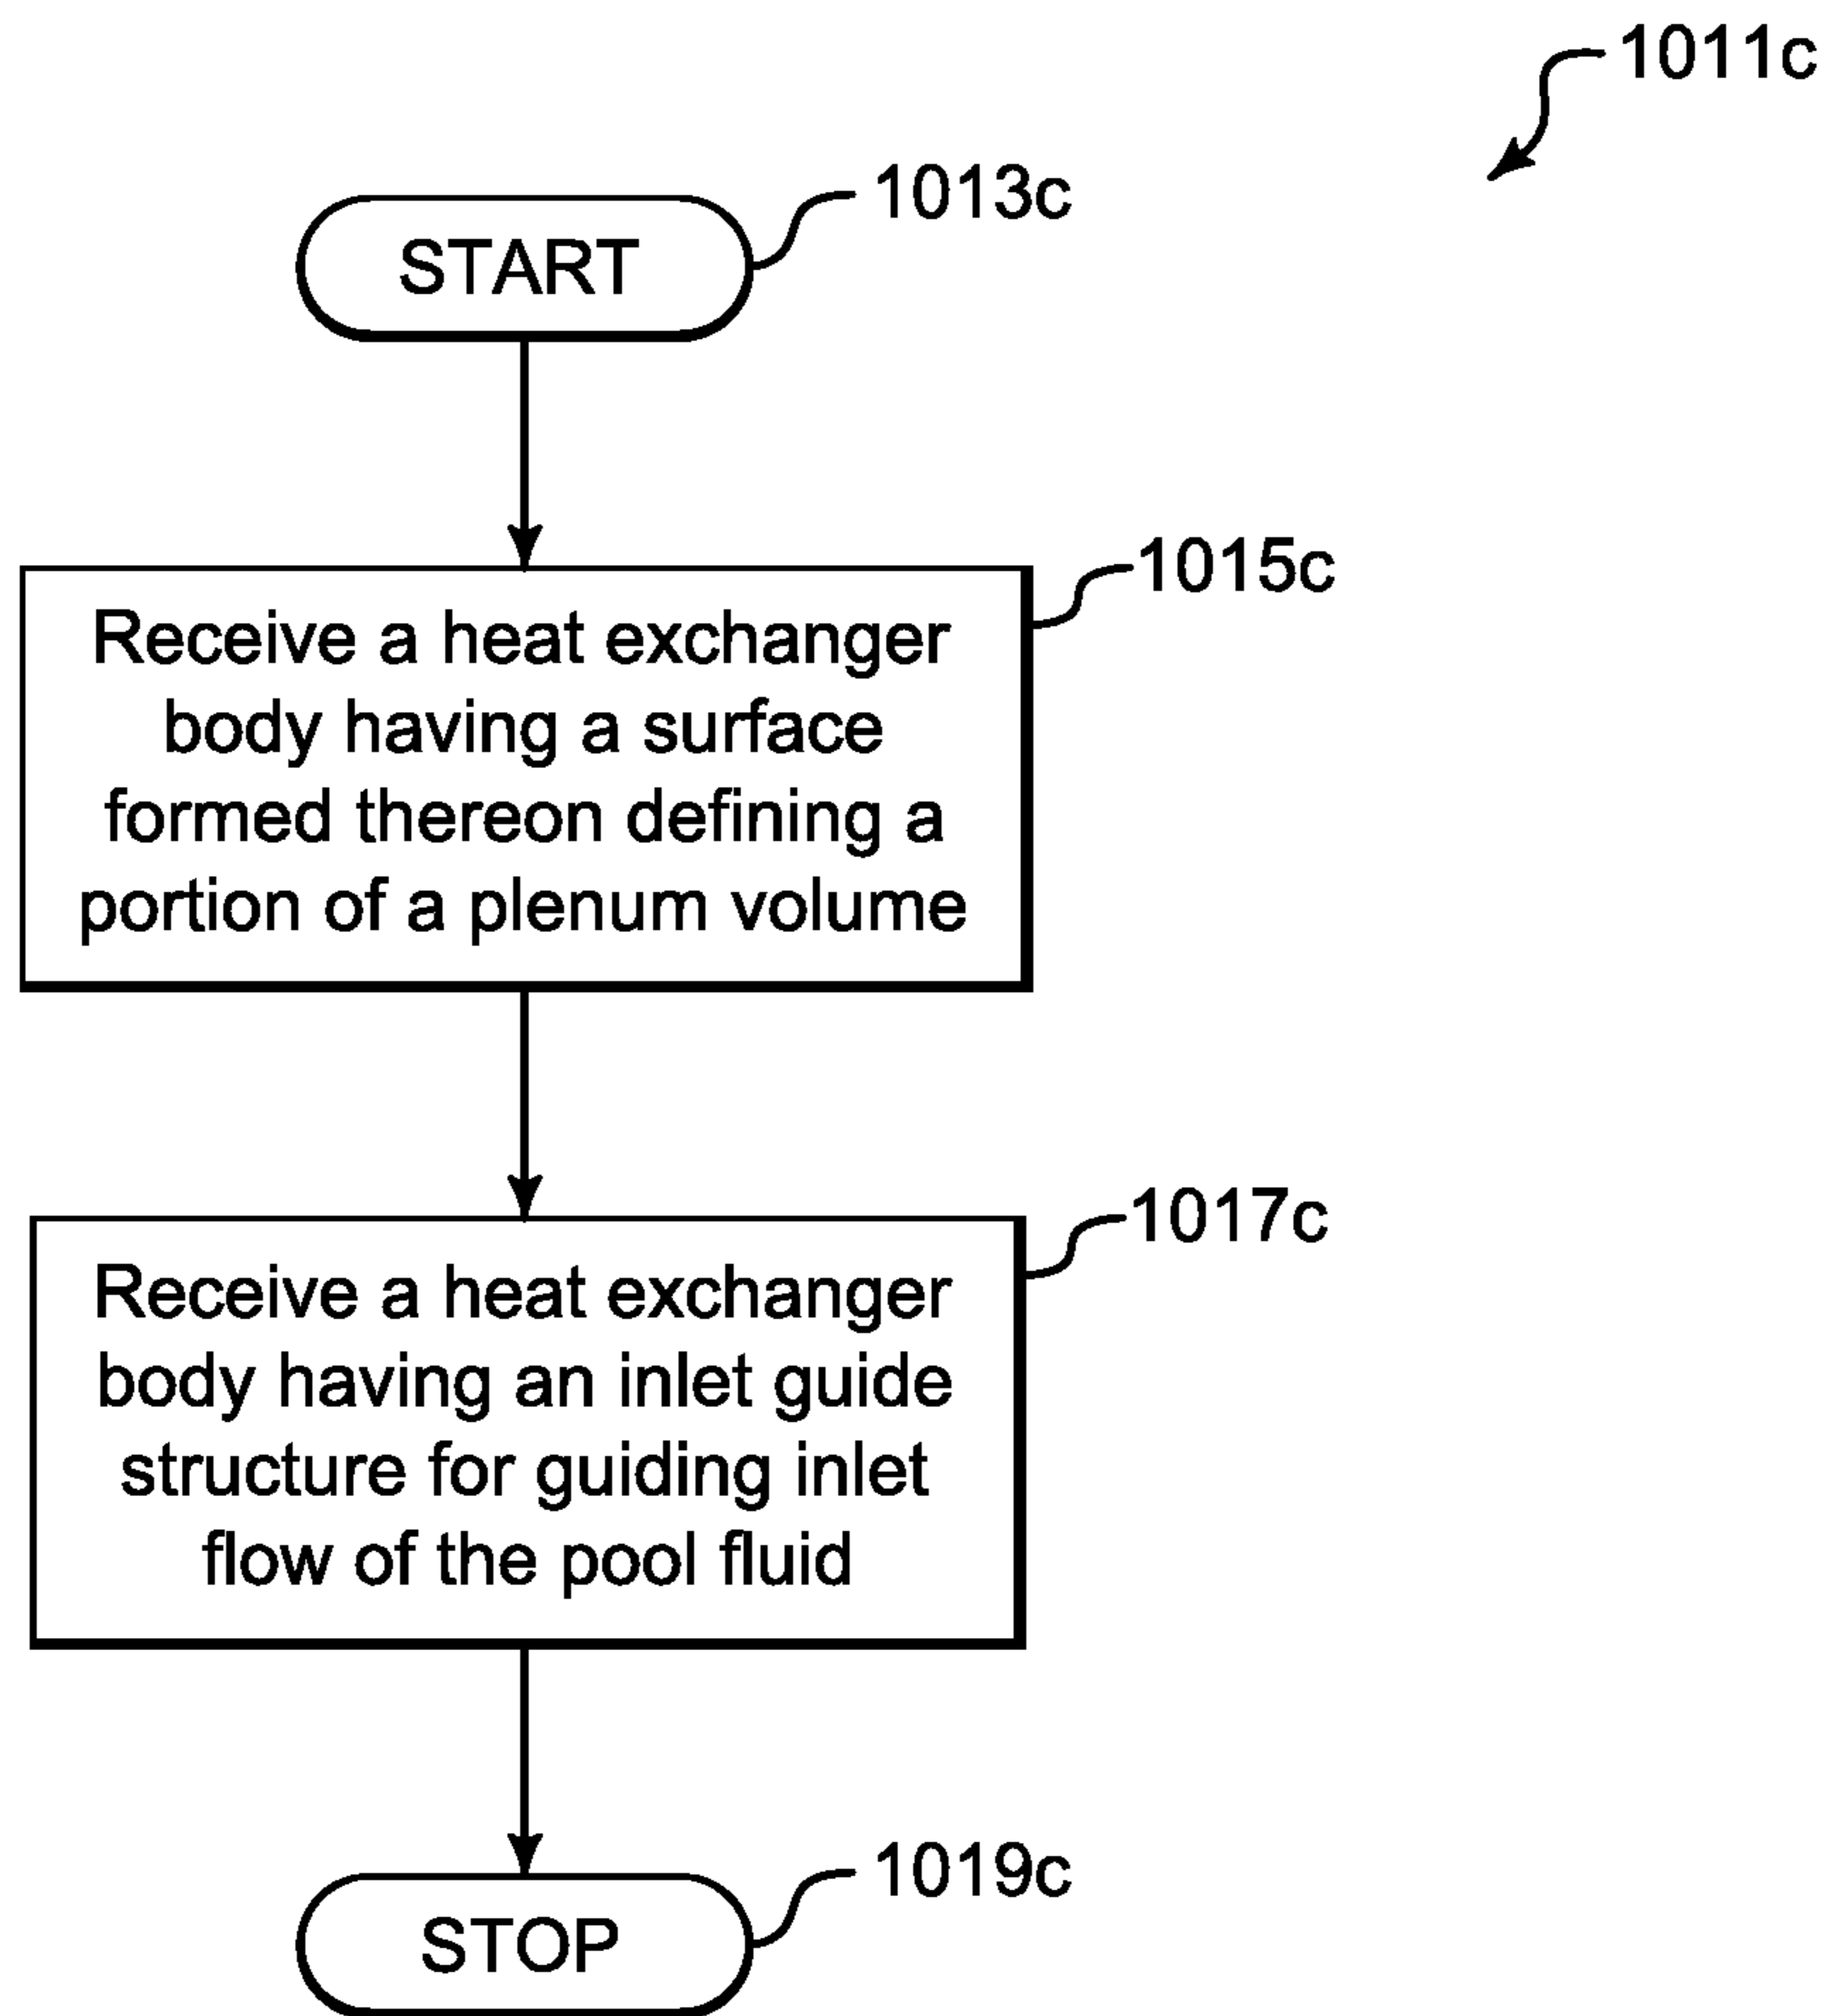 1011c
1013c
START
1015c
Receive a heat exchanger
body having a surface
formed thereon defining a
portion of a plenum volume
1017c
Receive a heat exchanger
body having an inlet guide
structure for guiding inlet
flow of the pool fluid
1019c
STOP